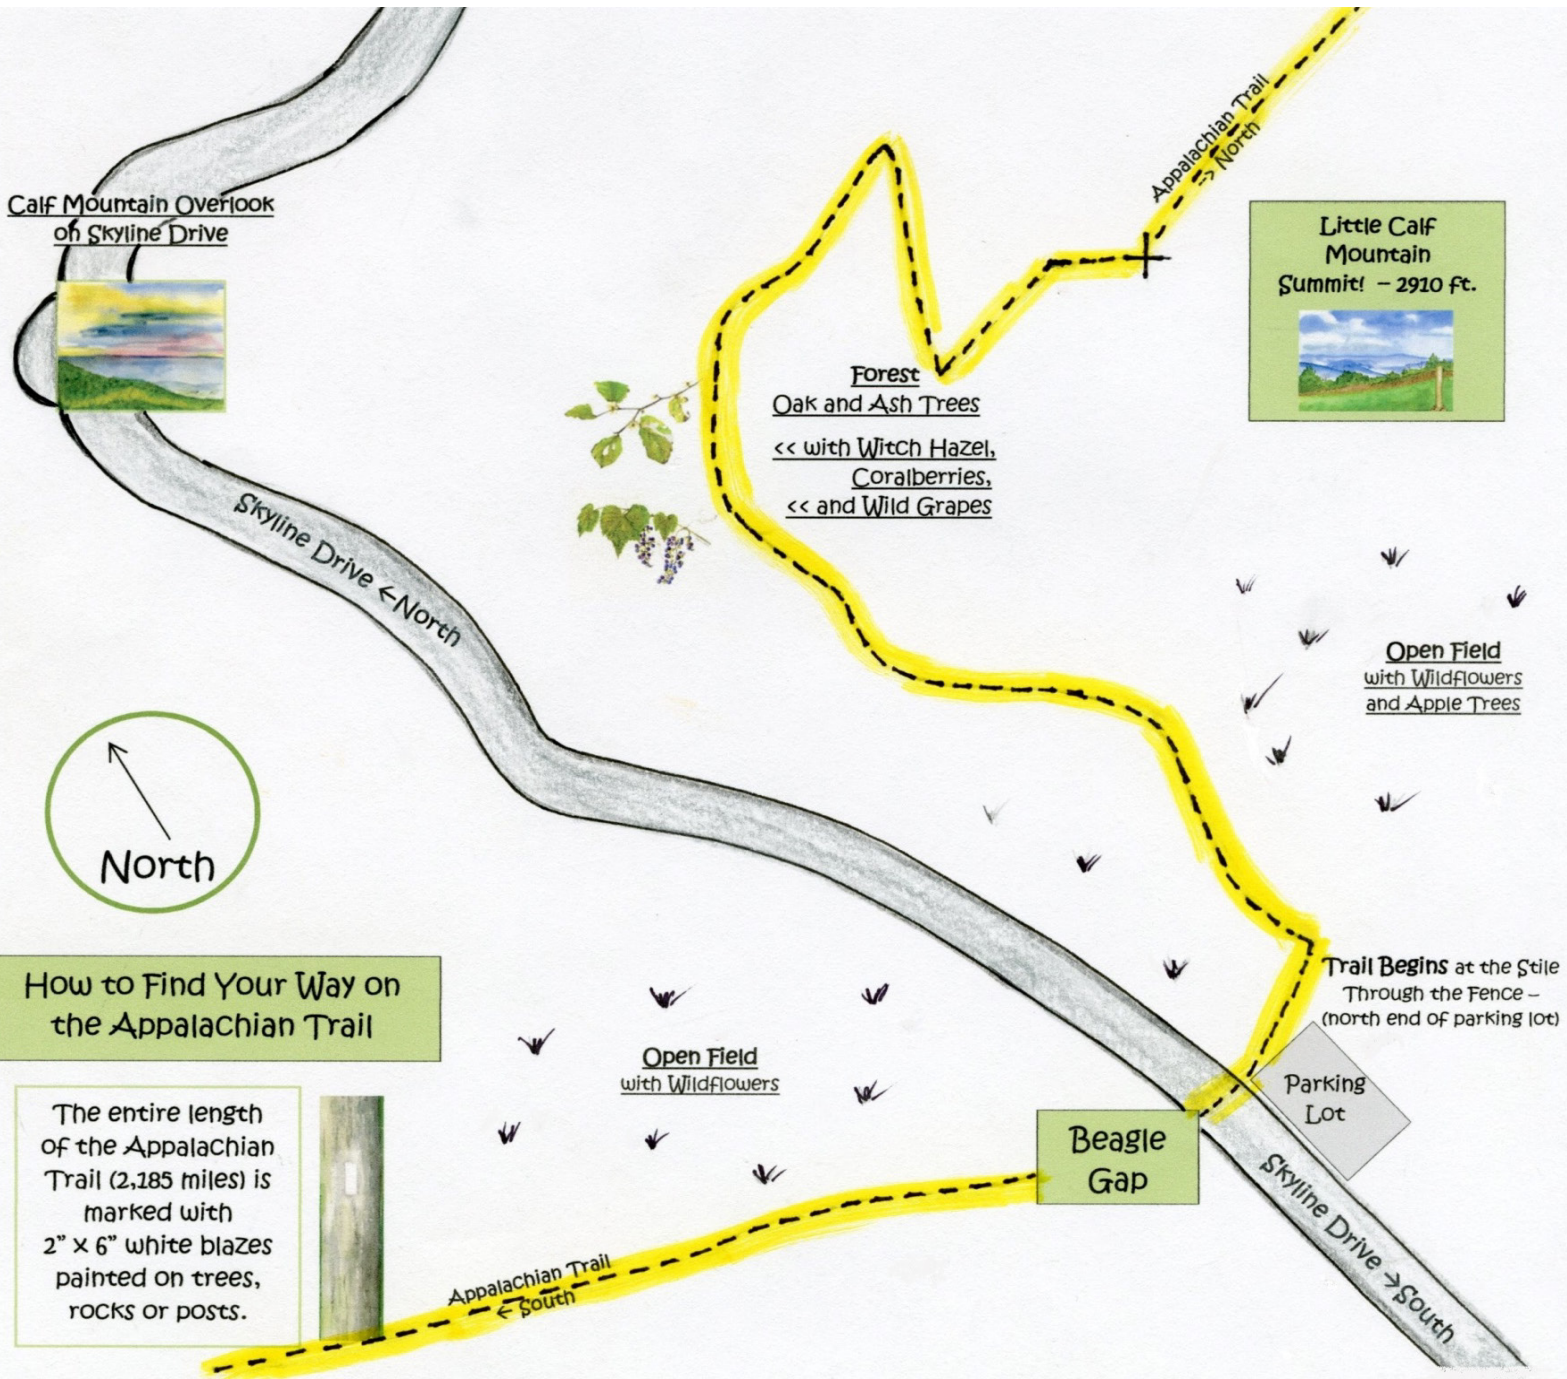 Appalachian Trail
--> North
Calf Mountain Overlook
on Skyline Drive
Little Calf
Mountain
Summit! – 2910 ft.
Forest
Oak and Ash Trees
<< with Witch Hazel,
Coralberries,
<< and Wild Grapes
Skyline Drive ←North
Open Field
with Wildflowers
and Apple Trees
North
How to Find Your Way on
the Appalachian Trail
Trail Begins at the Stile
Through the Fence –
(north end of parking lot)
Open Field
with Wildflowers
Parking
Lot
The entire length
of the Appalachian
Trail (2,185 miles) is
marked with
2” x 6” white blazes
painted on trees,
rocks or posts.
Beagle
Gap
Skyline Drive →South
Appalachian Trail
← South